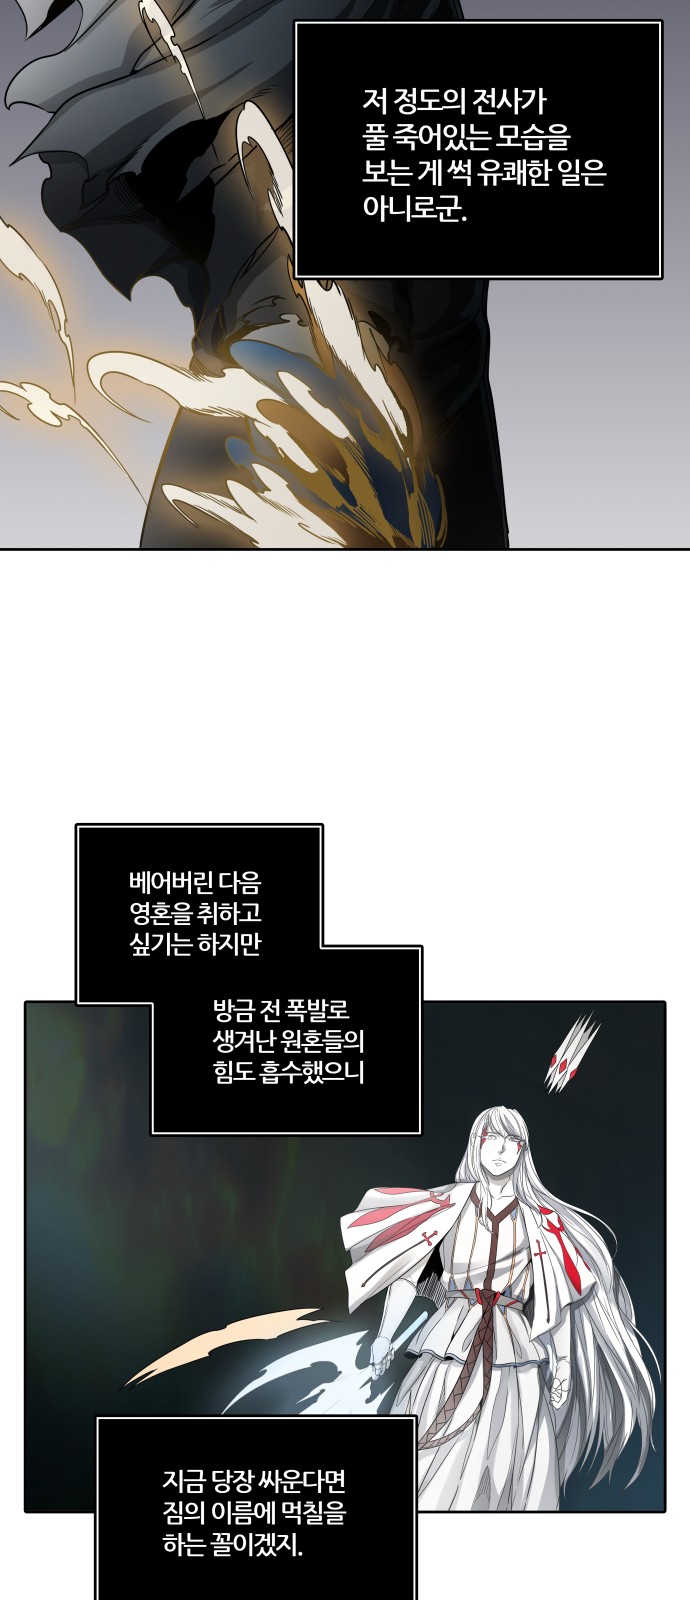 저 정도의 전사가
풀 죽어있는 모습을
보는 게 썩 유쾌한 일은
아니로군.
베어버린 다음
영혼을 취하고
싶기는 하지만
방금 전 폭발로
생겨난 원혼들의
힘도 흡수했으니
지금 당장 싸운다면
짐의 이름에 먹칠을
하는 꼴이겠지.